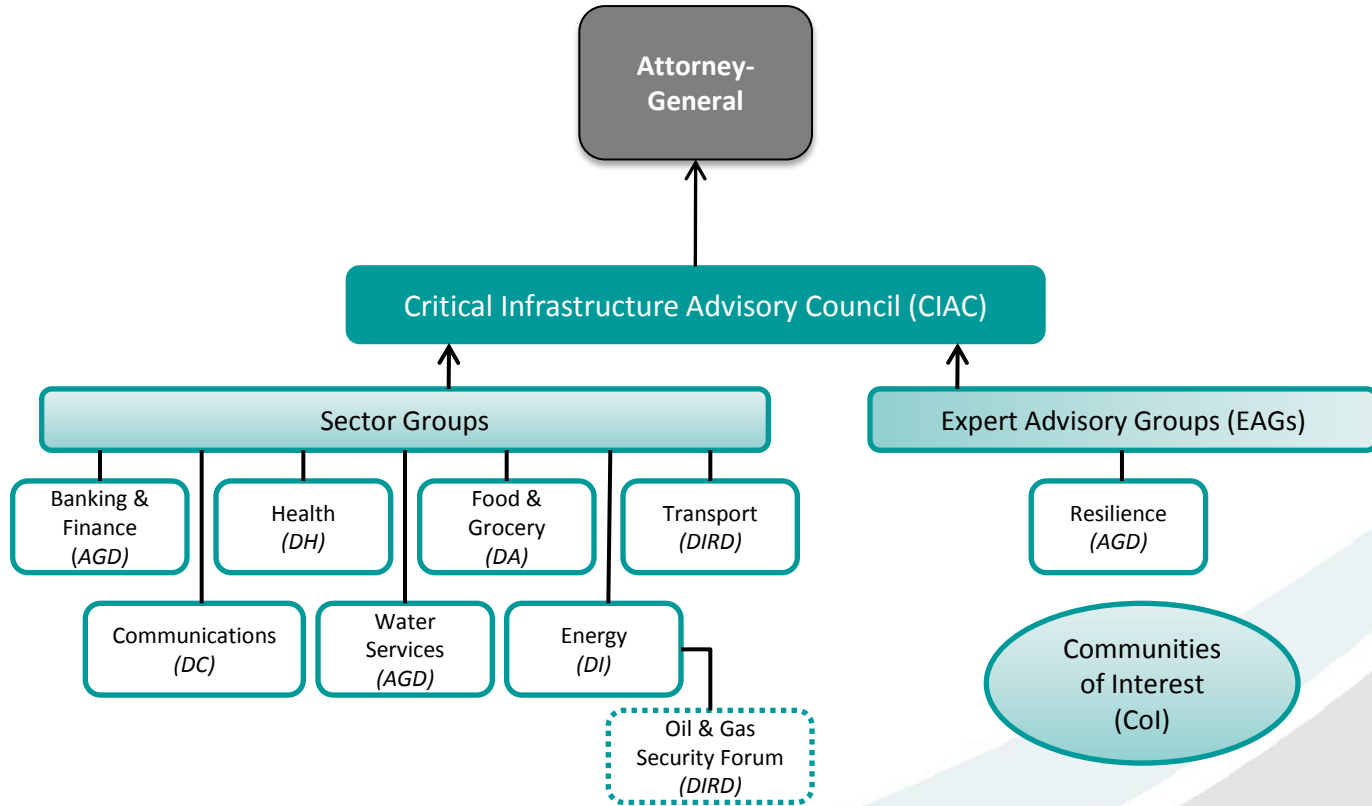 Attorney-
General
Critical Infrastructure Advisory Council (CIAC)
Sector Groups
Expert Advisory Groups (EAGs)
Banking &
Finance
(AGD)
Health
(DH)
Food &
Grocery
(DA)
Transport
(DIRD)
Resilience
(AGD)
Communications
(DC)
Water
Services
(AGD)
Energy
(DI)
Communities
of Interest
(CoI)
Oil & Gas
Security Forum
(DIRD)